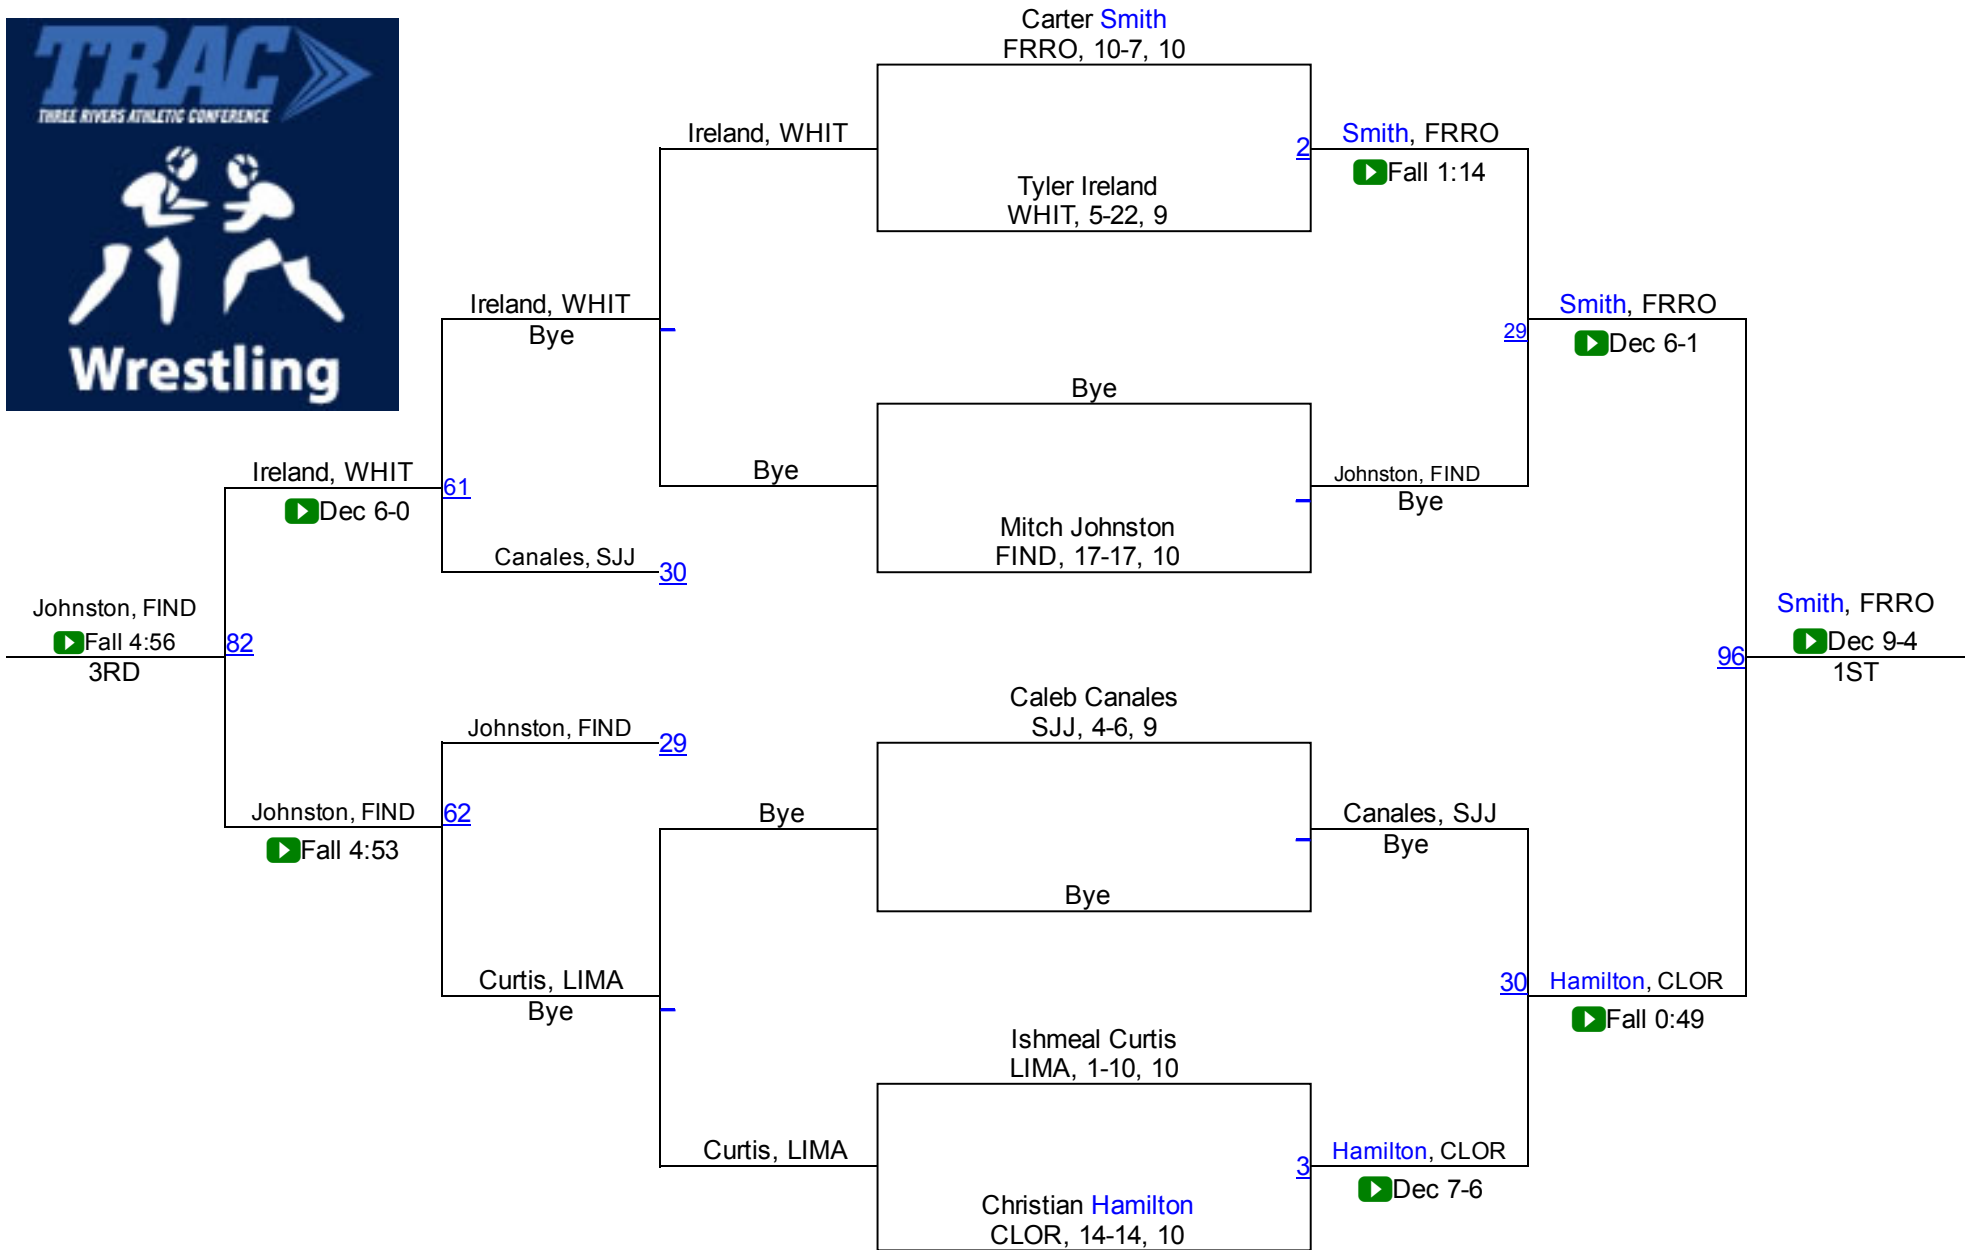 TRAC
THREE RIVERS ATHLETIC CONFERENCE
Wrestling
Carter Smith
FRRO, 10-7, 10
Ireland, WHIT
2
Smith, FRRO
Fall 1:14
Tyler Ireland
WHIT, 5-22, 9
Ireland, WHIT
Bye
Smith, FRRO
29
Dec 6-1
Bye
Ireland, WHIT
61
Dec 6-0
Bye
Johnston, FIND
Bye
Mitch Johnston
FIND, 17-17, 10
Canales, SJJ
30
Johnston, FIND
Fall 4:56
82
3RD
Smith, FRRO
Dec 9-4
96
1ST
Caleb Canales
SJJ, 4-6, 9
Johnston, FIND
29
Johnston, FIND
62
Fall 4:53
Bye
Canales, SJJ
Bye
Bye
Curtis, LIMA
Bye
30
Hamilton, CLOR
Fall 0:49
Ishmeal Curtis
LIMA, 1-10, 10
Curtis, LIMA
3
Hamilton, CLOR
Dec 7-6
Christian Hamilton
CLOR, 14-14, 10